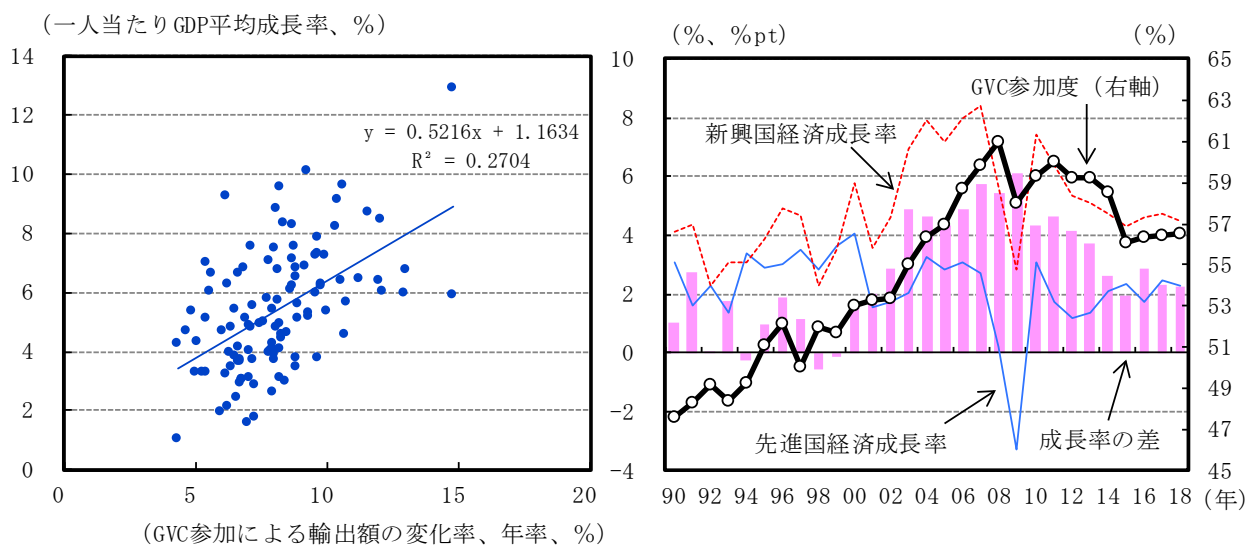 （一人当たりGDP平均成長率、%）
14
12
10
8
6
4
2
0
y = 0.5216x + 1.1634
R² = 0.2704
0 5 10 15 20
（GVC参加による輸出額の変化率、年率、%）
（%、%pt） （%）
10
8
6
4
2
0
-2
-4
65
63
61
59
57
55
53
51
49
47
45
GVC参加度（右軸）
新興国経済成長率
先進国経済成長率
成長率の差
90 92 94 96 98 00 02 04 06 08 10 12 14 16 18 (年)